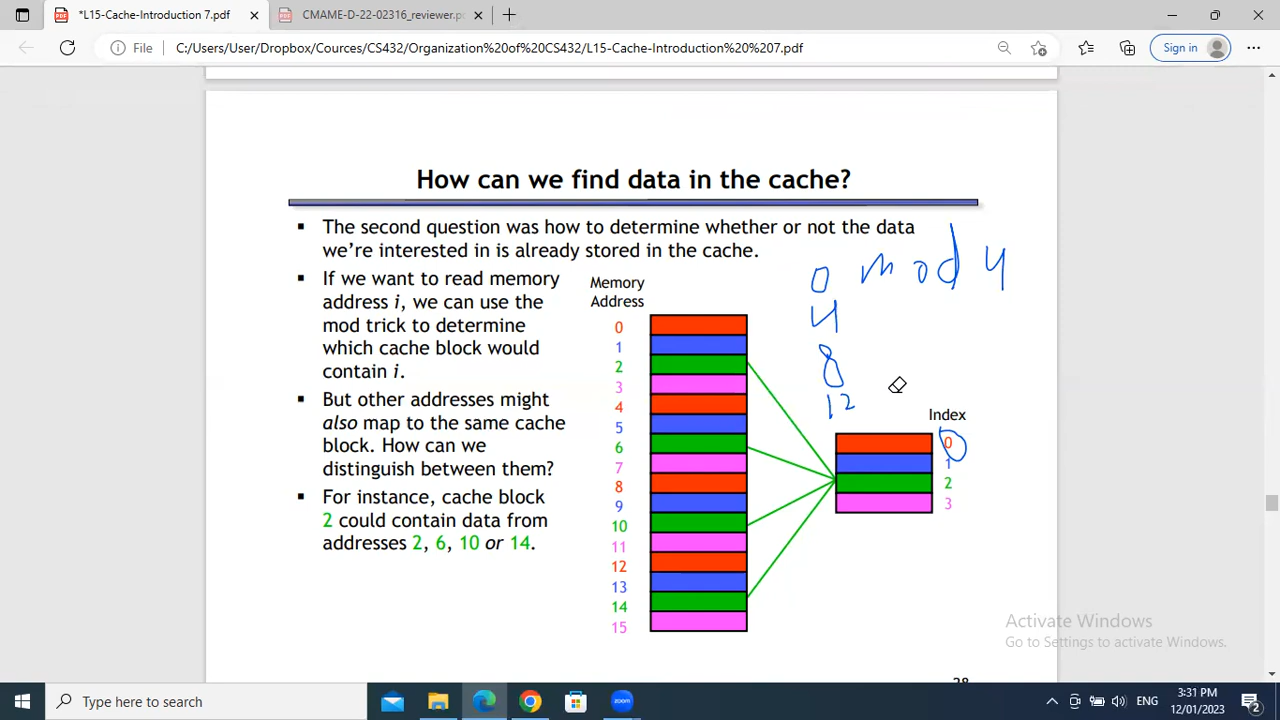 *L15-Cache-Introduction 7.pdf
CMAME-D-22-02316_reviewer.pd
File
C:/Users/User/Dropbox/Cources/CS432/Organization%20of%20CS432/L15-Cache-Introduction%20%207.pdf
Sign in
How can we find data in the cache?
The second question was how to determine whether or not the data
we're interested in is already stored in the cache.
If we want to read memory
address i, we can use the
mod trick to determine
which cache block would
contain i.
But other addresses might
also map to the same cache
block. How can we
distinguish between them?
For instance, cache block
2 could contain data from
addresses 2, 6, 10 or 14.
Memory
Address
0
1
2
3
4
5
6
7
8
9
10
11
12
13
14
15
0 mod 4
4
8
12
Index
0
1
2
3
28
Activate Windows
Go to Settings to activate Windows.
Type here to search
zoom
ENG
3:31 PM
12/01/2023
2